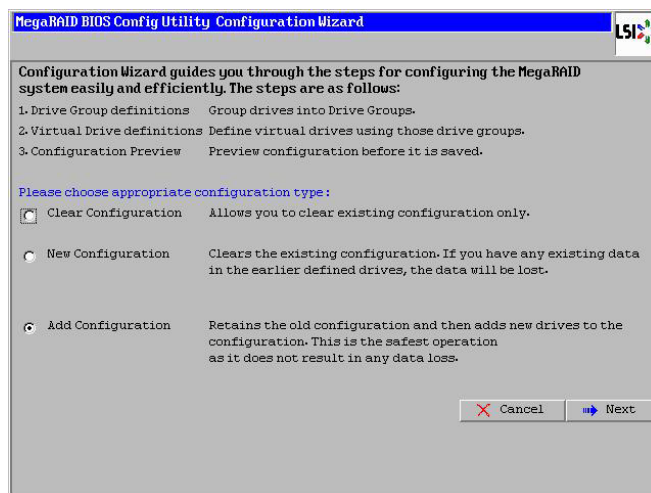 MegaRAID BIOS Config Utility Configuration Wizard
LSI
Configuration Wizard guides you through the steps for configuring the MegaRAID
system easily and efficiently. The steps are as follows:
1. Drive Group definitions Group drives into Drive Groups.
2. Virtual Drive definitions Define virtual drives using those drive groups.
3. Configuration Preview Preview configuration before it is saved.
Please choose appropriate configuration type:
Clear Configuration Allows you to clear existing configuration only.
New Configuration Clears the existing configuration. If you have any existing data
in the earlier defined drives, the data will be lost.
Add Configuration Retains the old configuration and then adds new drives to the
configuration. This is the safest operation
as it does not result in any data loss.
Cancel Next